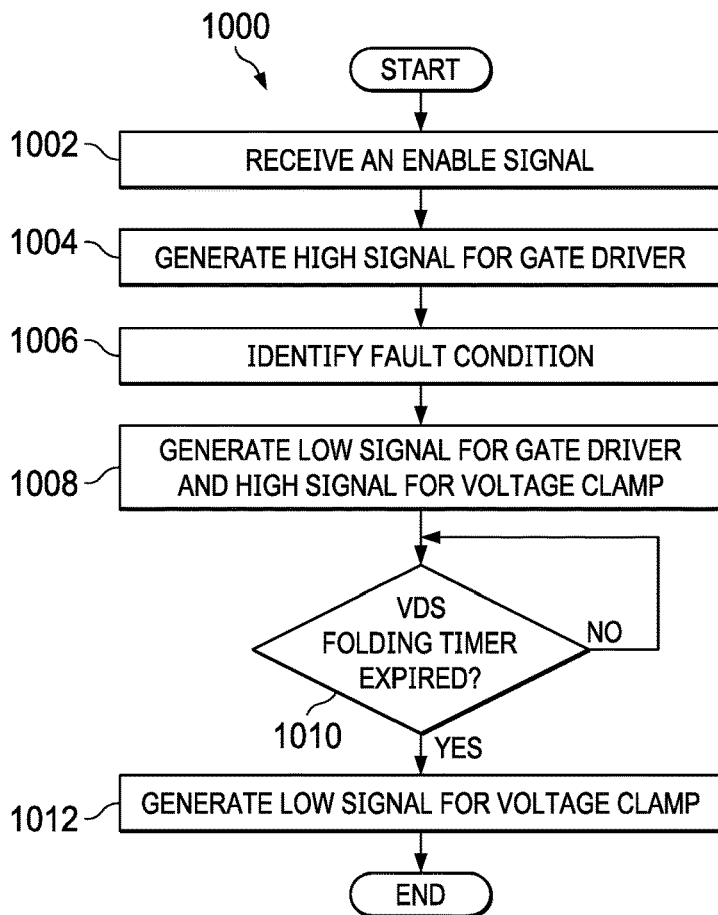 1000
START
1002
RECEIVE AN ENABLE SIGNAL
1004
GENERATE HIGH SIGNAL FOR GATE DRIVER
1006
IDENTIFY FAULT CONDITION
1008
GENERATE LOW SIGNAL FOR GATE DRIVER
AND HIGH SIGNAL FOR VOLTAGE CLAMP
VDS
FOLDING TIMER
EXPIRED?
NO
1010
YES
1012
GENERATE LOW SIGNAL FOR VOLTAGE CLAMP
END